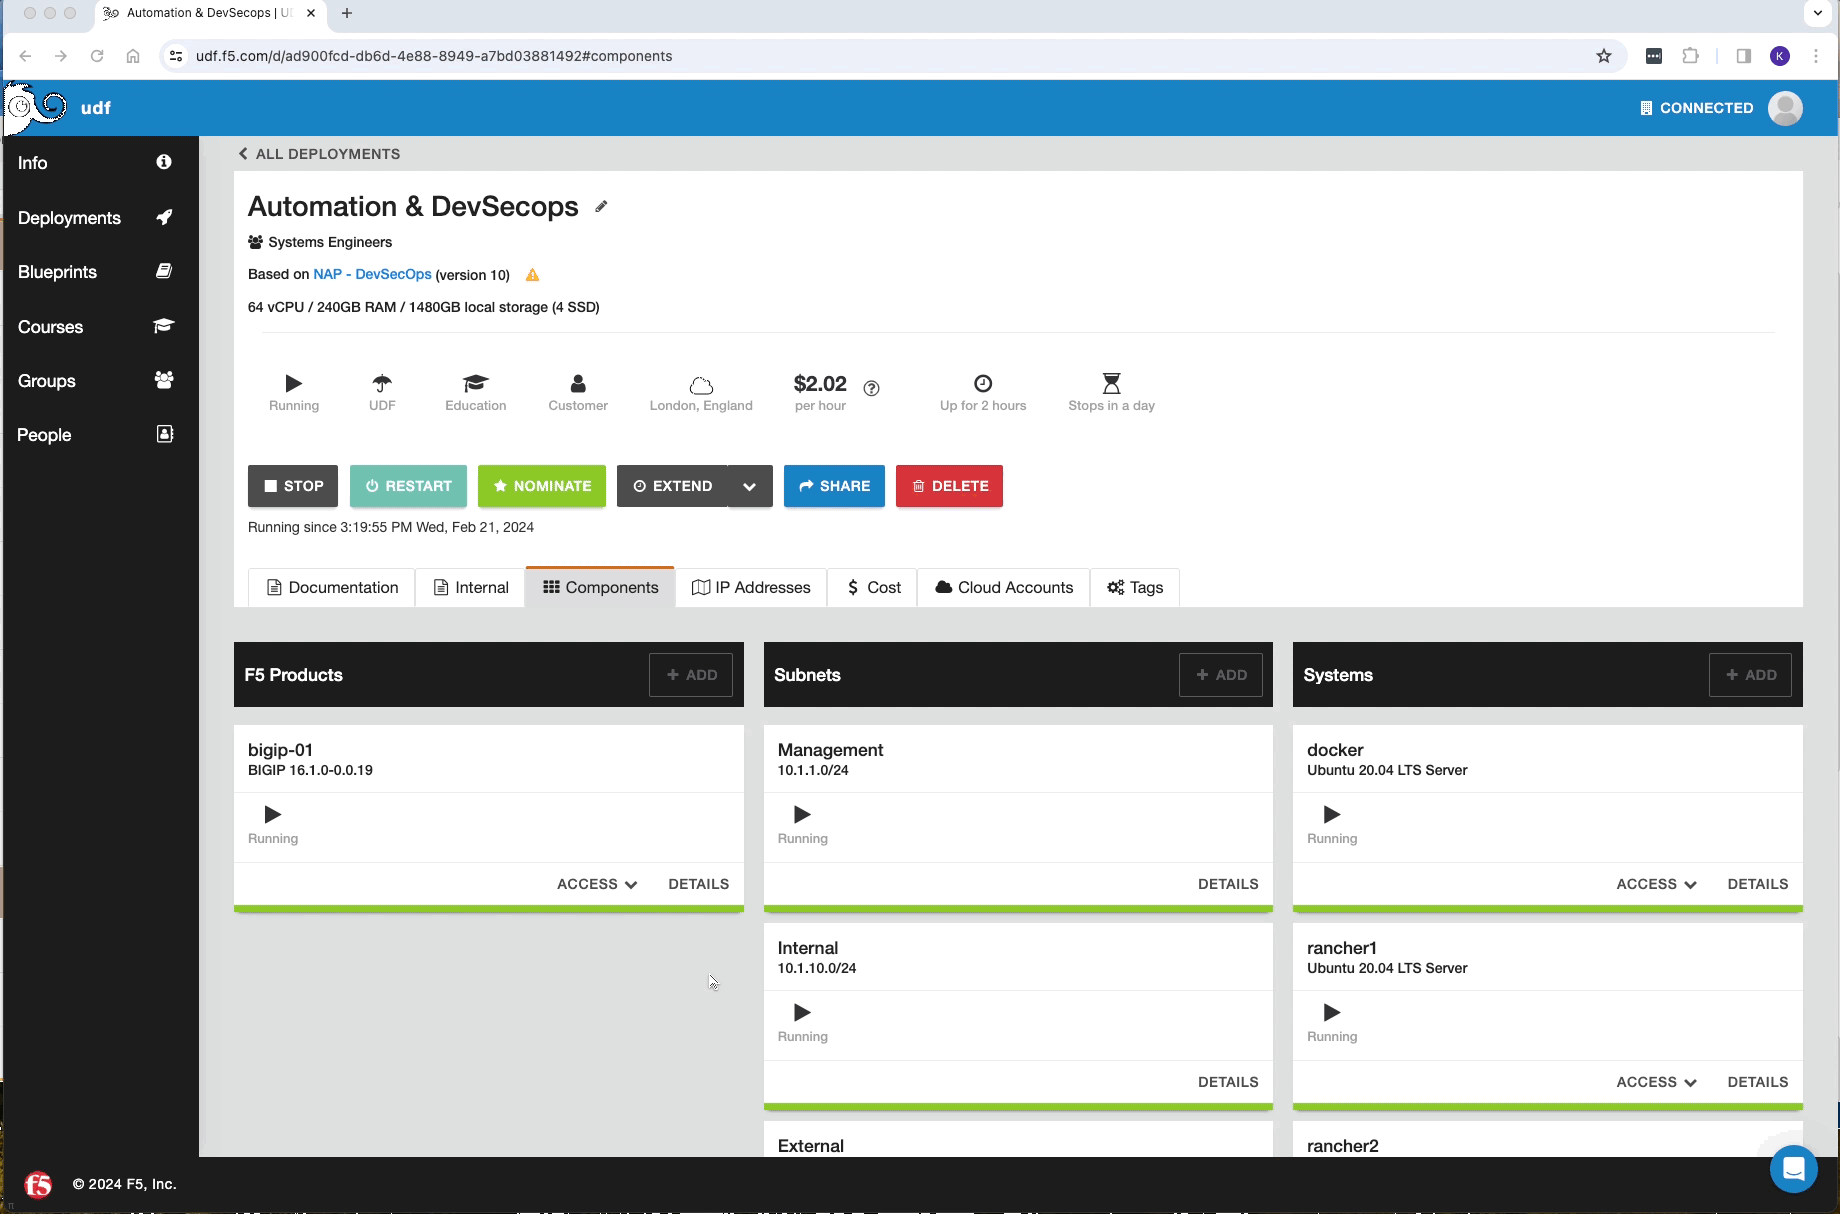 Automation & DevSecops | U
udf.f5.com/d/ad900fcd-db6d-4e88-8949-a7bd03881492#components
K
udf
CONNECTED
Info
Deployments
Blueprints
Courses
Groups
People
ALL DEPLOYMENTS
Automation & DevSecops
Systems Engineers
Based on NAP - DevSecOps (version 10)
64 vCPU / 240GB RAM / 1480GB local storage (4 SSD)
Running
UDF
Education
Customer
London, England
$2.02 per hour
Up for 2 hours
Stops in a day
STOP RESTART NOMINATE EXTEND SHARE DELETE
Running since 3:19:55 PM Wed, Feb 21, 2024
Documentation Internal Components IP Addresses $ Cost Cloud Accounts Tags
F5 Products + ADD
bigip-01
BIGIP 16.1.0-0.0.19
Running
ACCESS DETAILS
Subnets + ADD
Management
10.1.1.0/24
Running
DETAILS
Internal
10.1.10.0/24
Running
DETAILS
External
Systems + ADD
docker
Ubuntu 20.04 LTS Server
Running
ACCESS DETAILS
rancher1
Ubuntu 20.04 LTS Server
Running
ACCESS DETAILS
rancher2
f5
© 2024 F5, Inc.